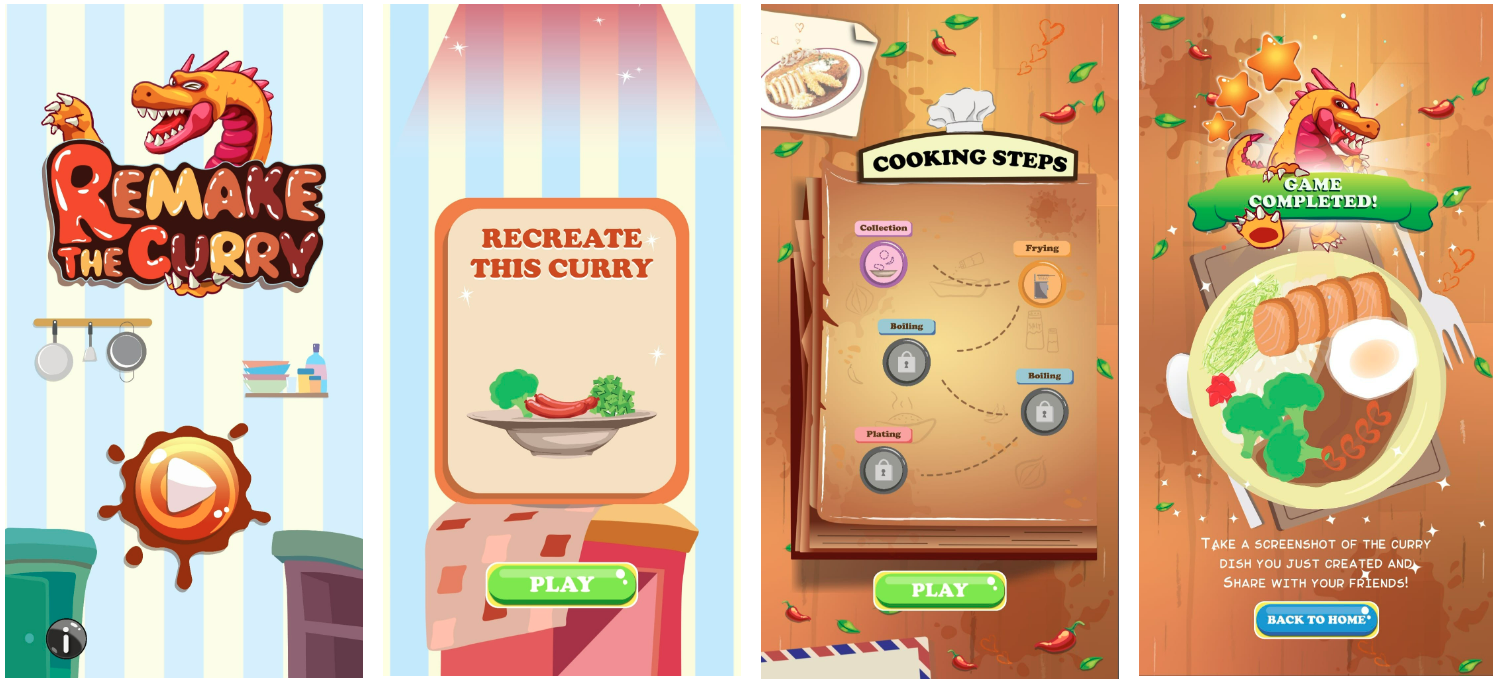 REMAKE
THE CURRY
i
RECREATE
THIS CURRY
PLAY
COOKING STEPS
Collection
Frying
Boiling
Boiling
Plating
PLAY
GAME
COMPLETED!
TAKE A SCREENSHOT OF THE CURRY
DISH YOU JUST CREATED AND
SHARE WITH YOUR FRIENDS!
BACK TO HOME